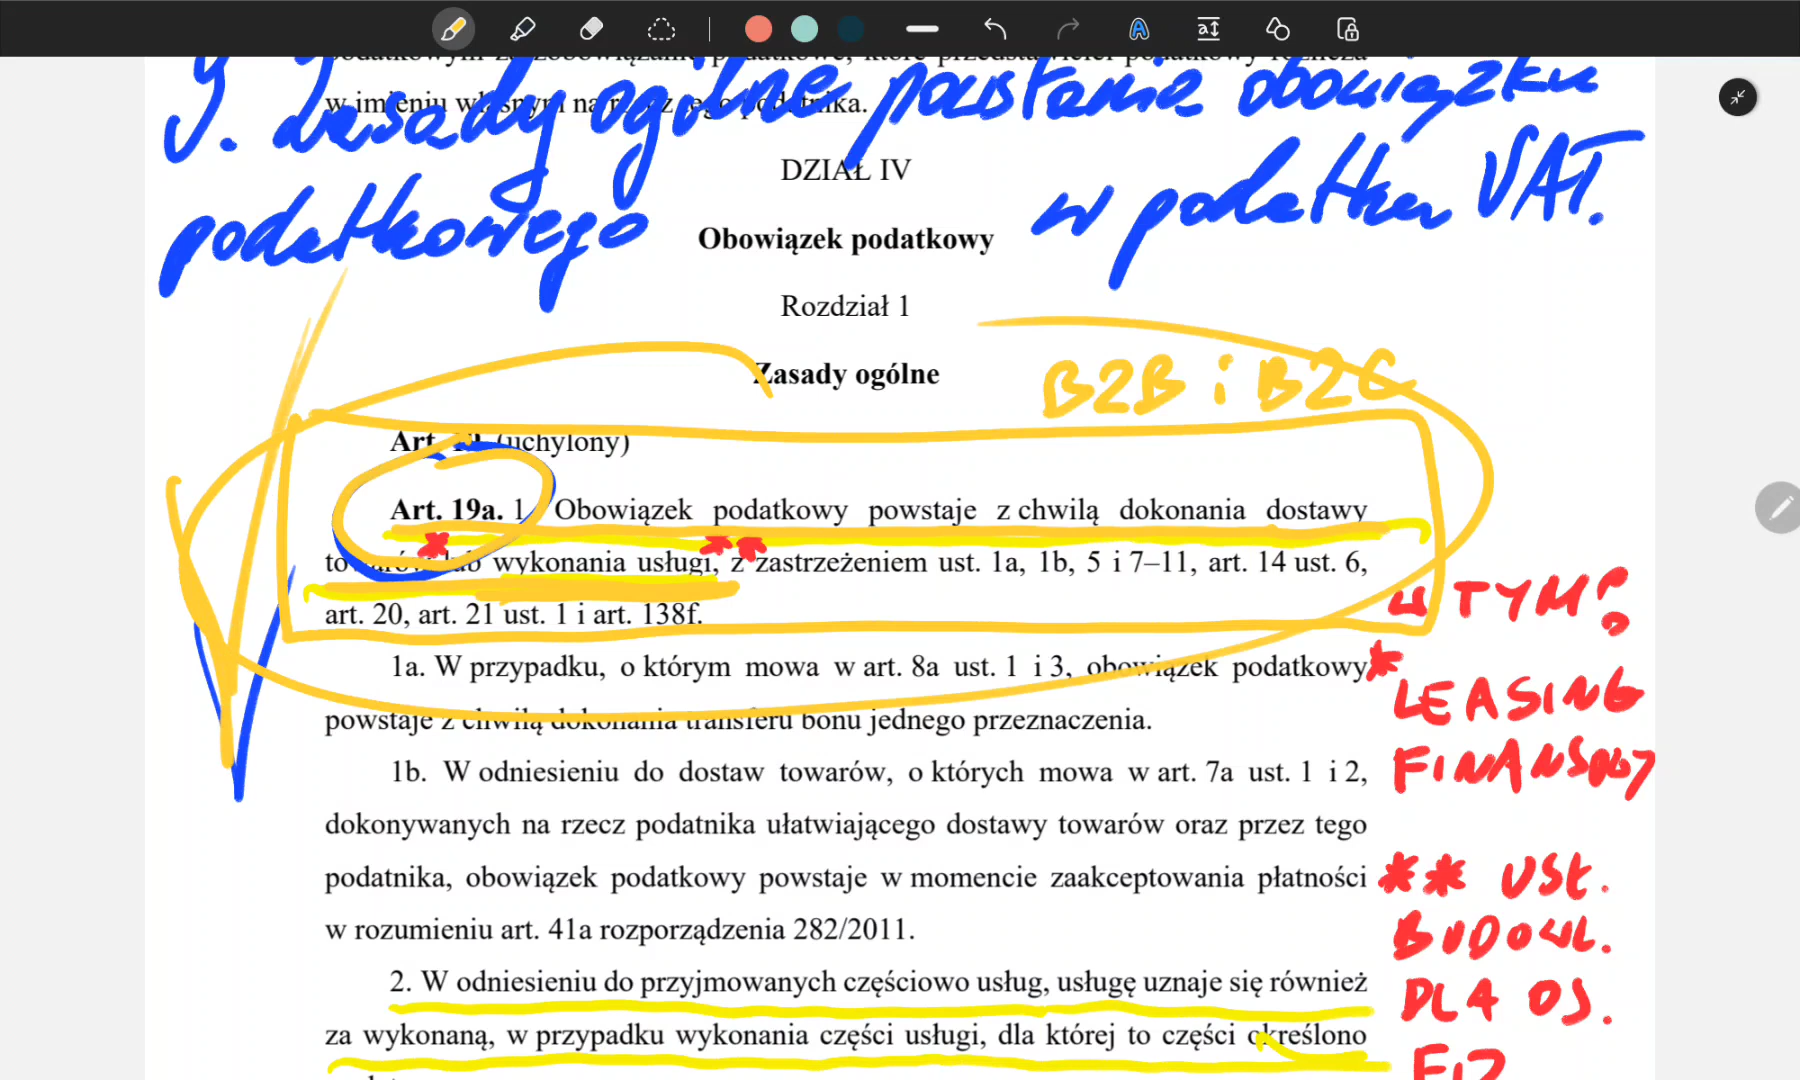 w imieniu własnym na rzecz tego podatnika.
9. Zasady ogólne powstania obowiązku
podatkowego w podatku VAT.
DZIAŁ IV
Obowiązek podatkowy
Rozdział 1
Zasady ogólne
B2B i B2C
Art. 19. (uchylony)
Art. 19a. 1. Obowiązek podatkowy powstaje z chwilą dokonania dostawy
towarów lub wykonania usługi, z zastrzeżeniem ust. 1a, 1b, 5 i 7–11, art. 14 ust. 6,
art. 20, art. 21 ust. 1 i art. 138f.
W TYM?
1a. W przypadku, o którym mowa w art. 8a ust. 1 i 3, obowiązek podatkowy
powstaje z chwilą dokonania transferu bonu jednego przeznaczenia.
* LEASING
FINANSOWY
1b. W odniesieniu do dostaw towarów, o których mowa w art. 7a ust. 1 i 2,
dokonywanych na rzecz podatnika ułatwiającego dostawy towarów oraz przez tego
podatnika, obowiązek podatkowy powstaje w momencie zaakceptowania płatności
w rozumieniu art. 41a rozporządzenia 282/2011.
** USŁ.
BUDOWL.
DLA OS.
FIZ
2. W odniesieniu do przyjmowanych częściowo usług, usługę uznaje się również
za wykonaną, w przypadku wykonania części usługi, dla której to części określono